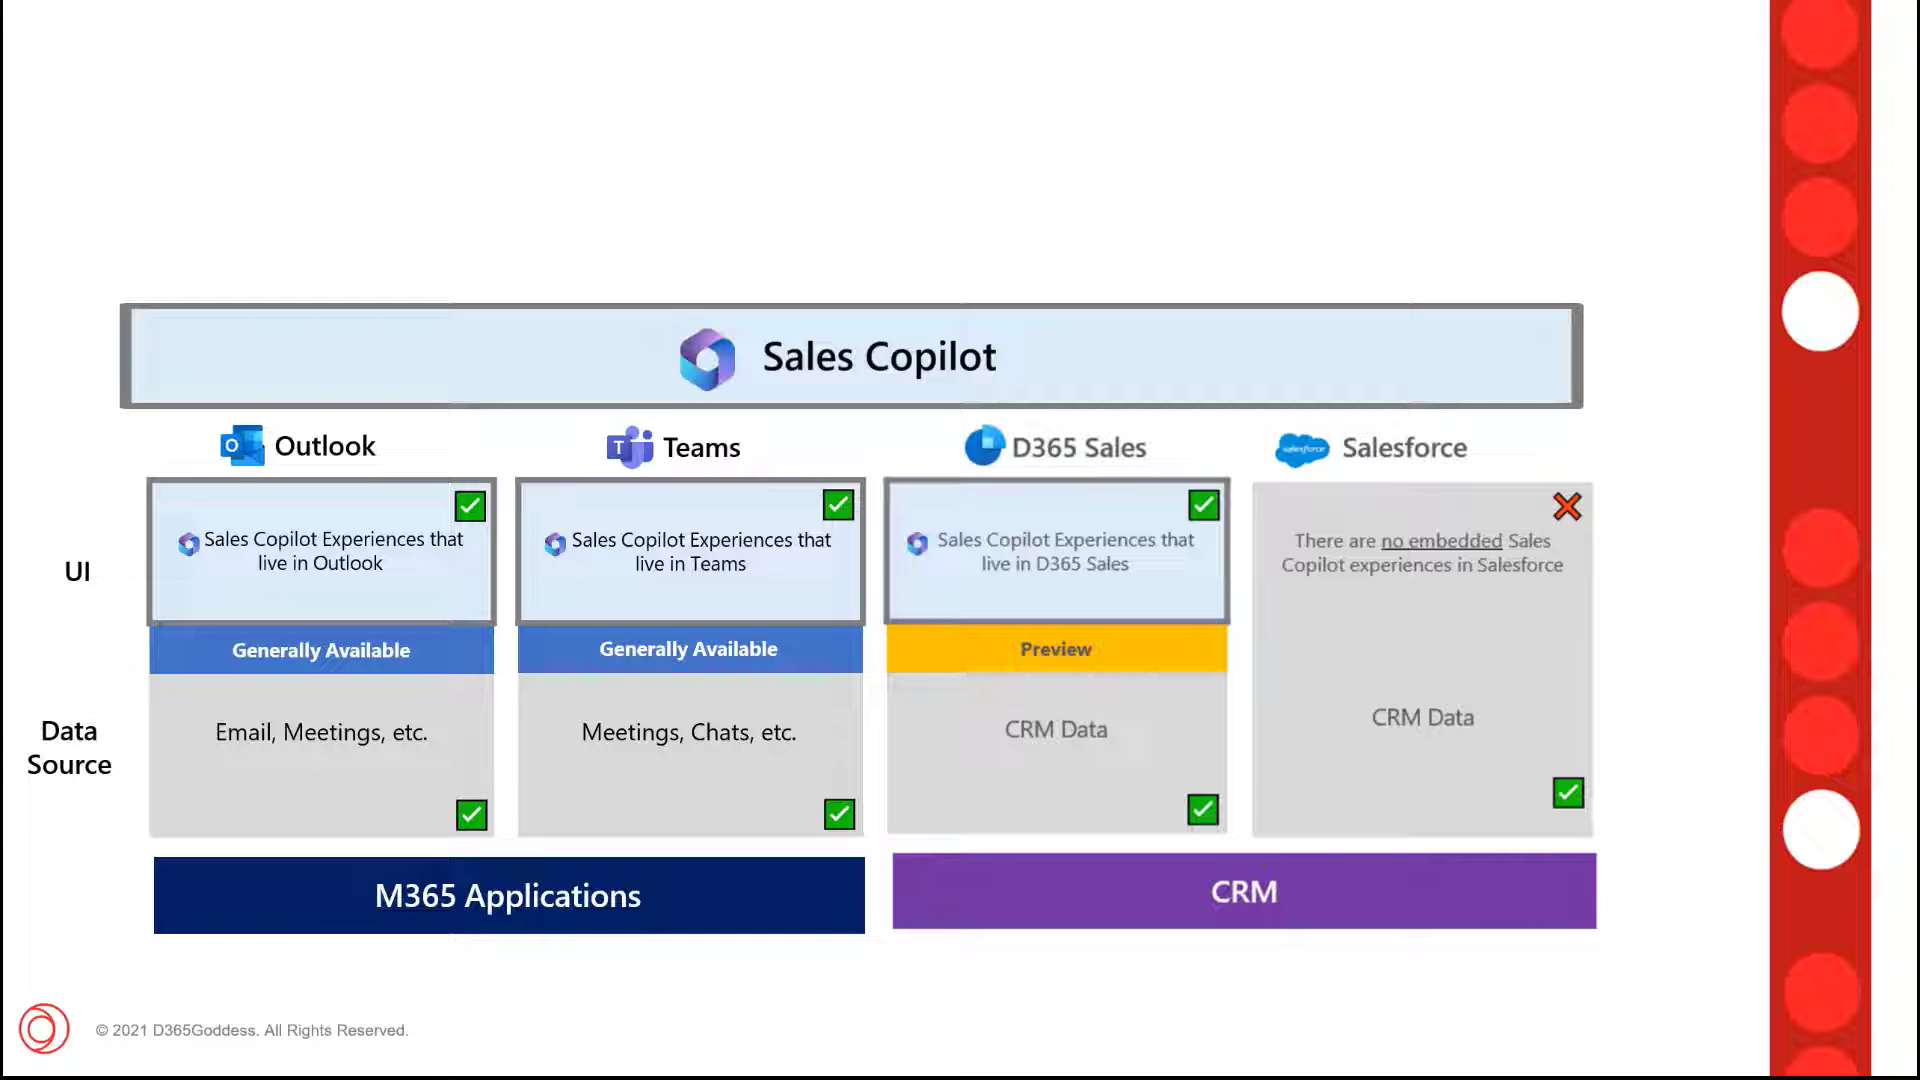 Sales Copilot
Outlook
Teams
D365 Sales
salesforce
Salesforce
UI
Sales Copilot Experiences that
live in Outlook
Sales Copilot Experiences that
live in Teams
Sales Copilot Experiences that
live in D365 Sales
There are no embedded Sales
Copilot experiences in Salesforce
Generally Available
Generally Available
Preview
Data
Source
Email, Meetings, etc.
Meetings, Chats, etc.
CRM Data
CRM Data
M365 Applications
CRM
© 2021 D365Goddess. All Rights Reserved.